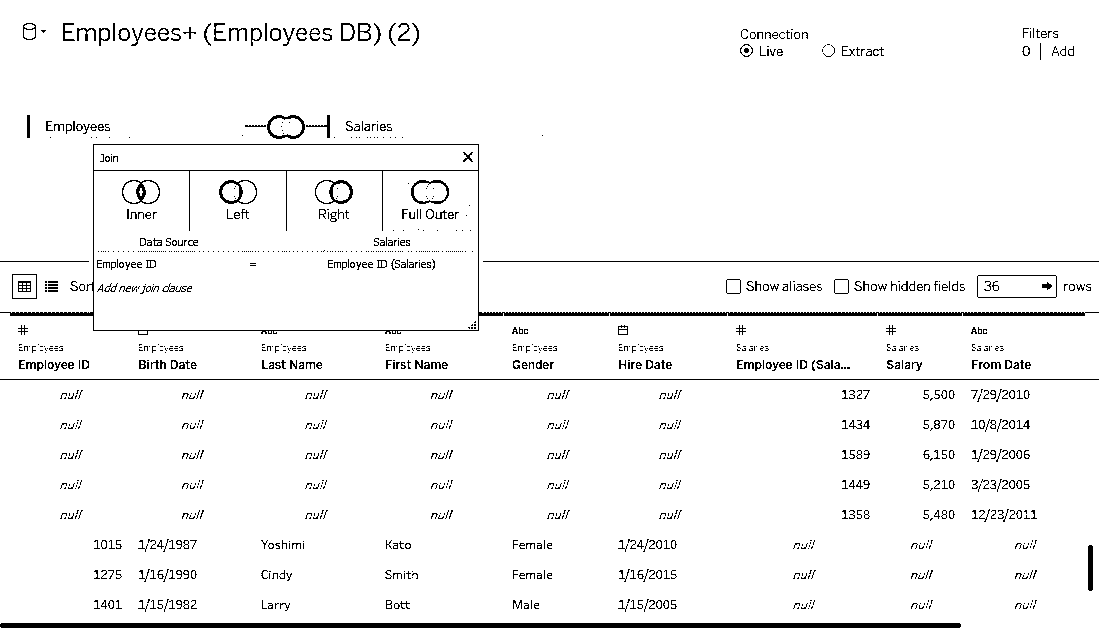 Employees+ (Employees DB) (2)
Connection
Live
Extract
Filters
0 | Add
Employees
Salaries
Join
Inner
Left
Right
Full Outer
Data Source
Salaries
Employee ID = Employee ID (Salaries)
Add new join clause
Sort
Show aliases
Show hidden fields
36
rows
Abc Abc Abc Abc
Employees Employees Employees Employees Employees Employees Salaries Salaries Salaries
Employee ID Birth Date Last Name First Name Gender Hire Date Employee ID (Sala... Salary From Date
null null null null null null 1327 5,500 7/29/2010
null null null null null null 1434 5,870 10/8/2014
null null null null null null 1589 6,150 1/29/2006
null null null null null null 1449 5,210 3/23/2005
null null null null null null 1358 5,480 12/23/2011
1015 1/24/1987 Yoshimi Kato Female 1/24/2010 null null null
1275 1/16/1990 Cindy Smith Female 1/16/2015 null null null
1401 1/15/1982 Larry Bott Male 1/15/2005 null null null